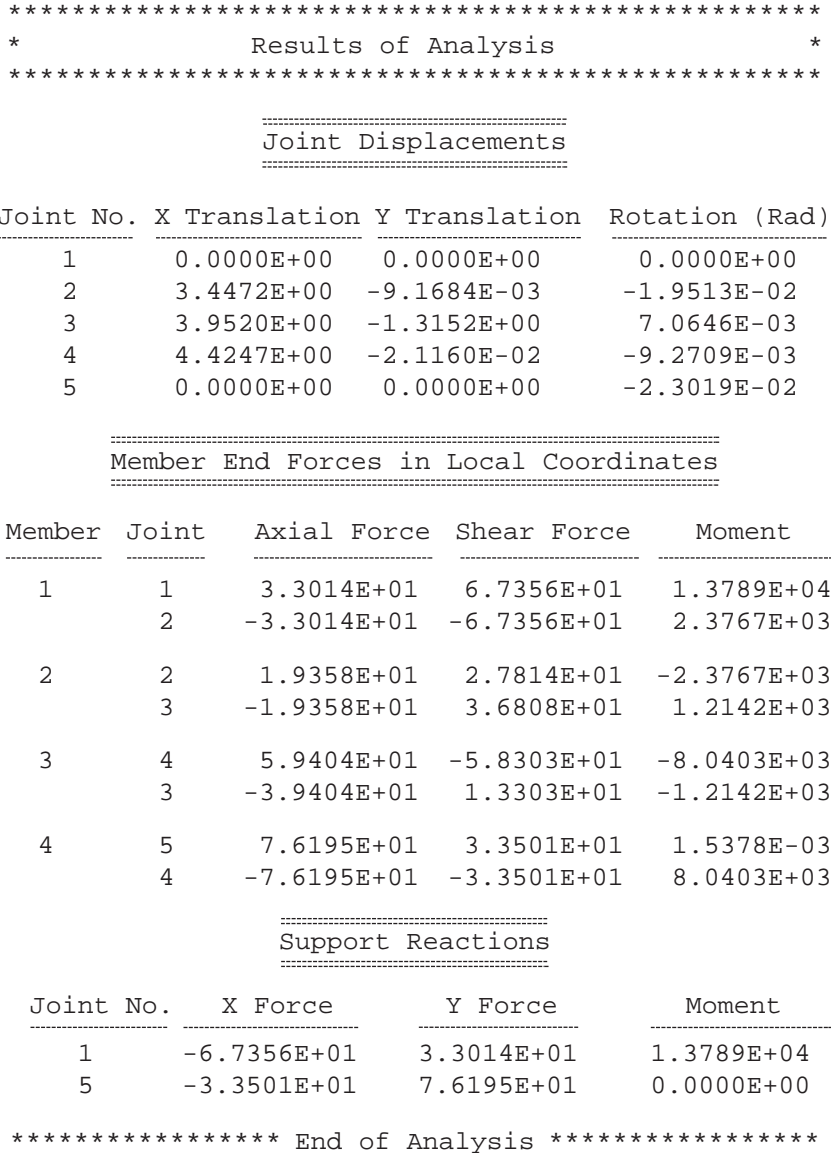 ***************************************************
* Results of Analysis *
***************************************************
Joint Displacements
Joint No. X Translation Y Translation Rotation (Rad)
1 0.0000E+00 0.0000E+00 0.0000E+00
2 3.4472E+00 -9.1684E-03 -1.9513E-02
3 3.9520E+00 -1.3152E+00 7.0646E-03
4 4.4247E+00 -2.1160E-02 -9.2709E-03
5 0.0000E+00 0.0000E+00 -2.3019E-02
Member End Forces in Local Coordinates
Member Joint Axial Force Shear Force Moment
1 1 3.3014E+01 6.7356E+01 1.3789E+04
2 -3.3014E+01 -6.7356E+01 2.3767E+03
2 2 1.9358E+01 2.7814E+01 -2.3767E+03
3 -1.9358E+01 3.6808E+01 1.2142E+03
3 4 5.9404E+01 -5.8303E+01 -8.0403E+03
3 -3.9404E+01 1.3303E+01 -1.2142E+03
4 5 7.6195E+01 3.3501E+01 1.5378E-03
4 -7.6195E+01 -3.3501E+01 8.0403E+03
Support Reactions
Joint No. X Force Y Force Moment
1 -6.7356E+01 3.3014E+01 1.3789E+04
5 -3.3501E+01 7.6195E+01 0.0000E+00
***************** End of Analysis *****************